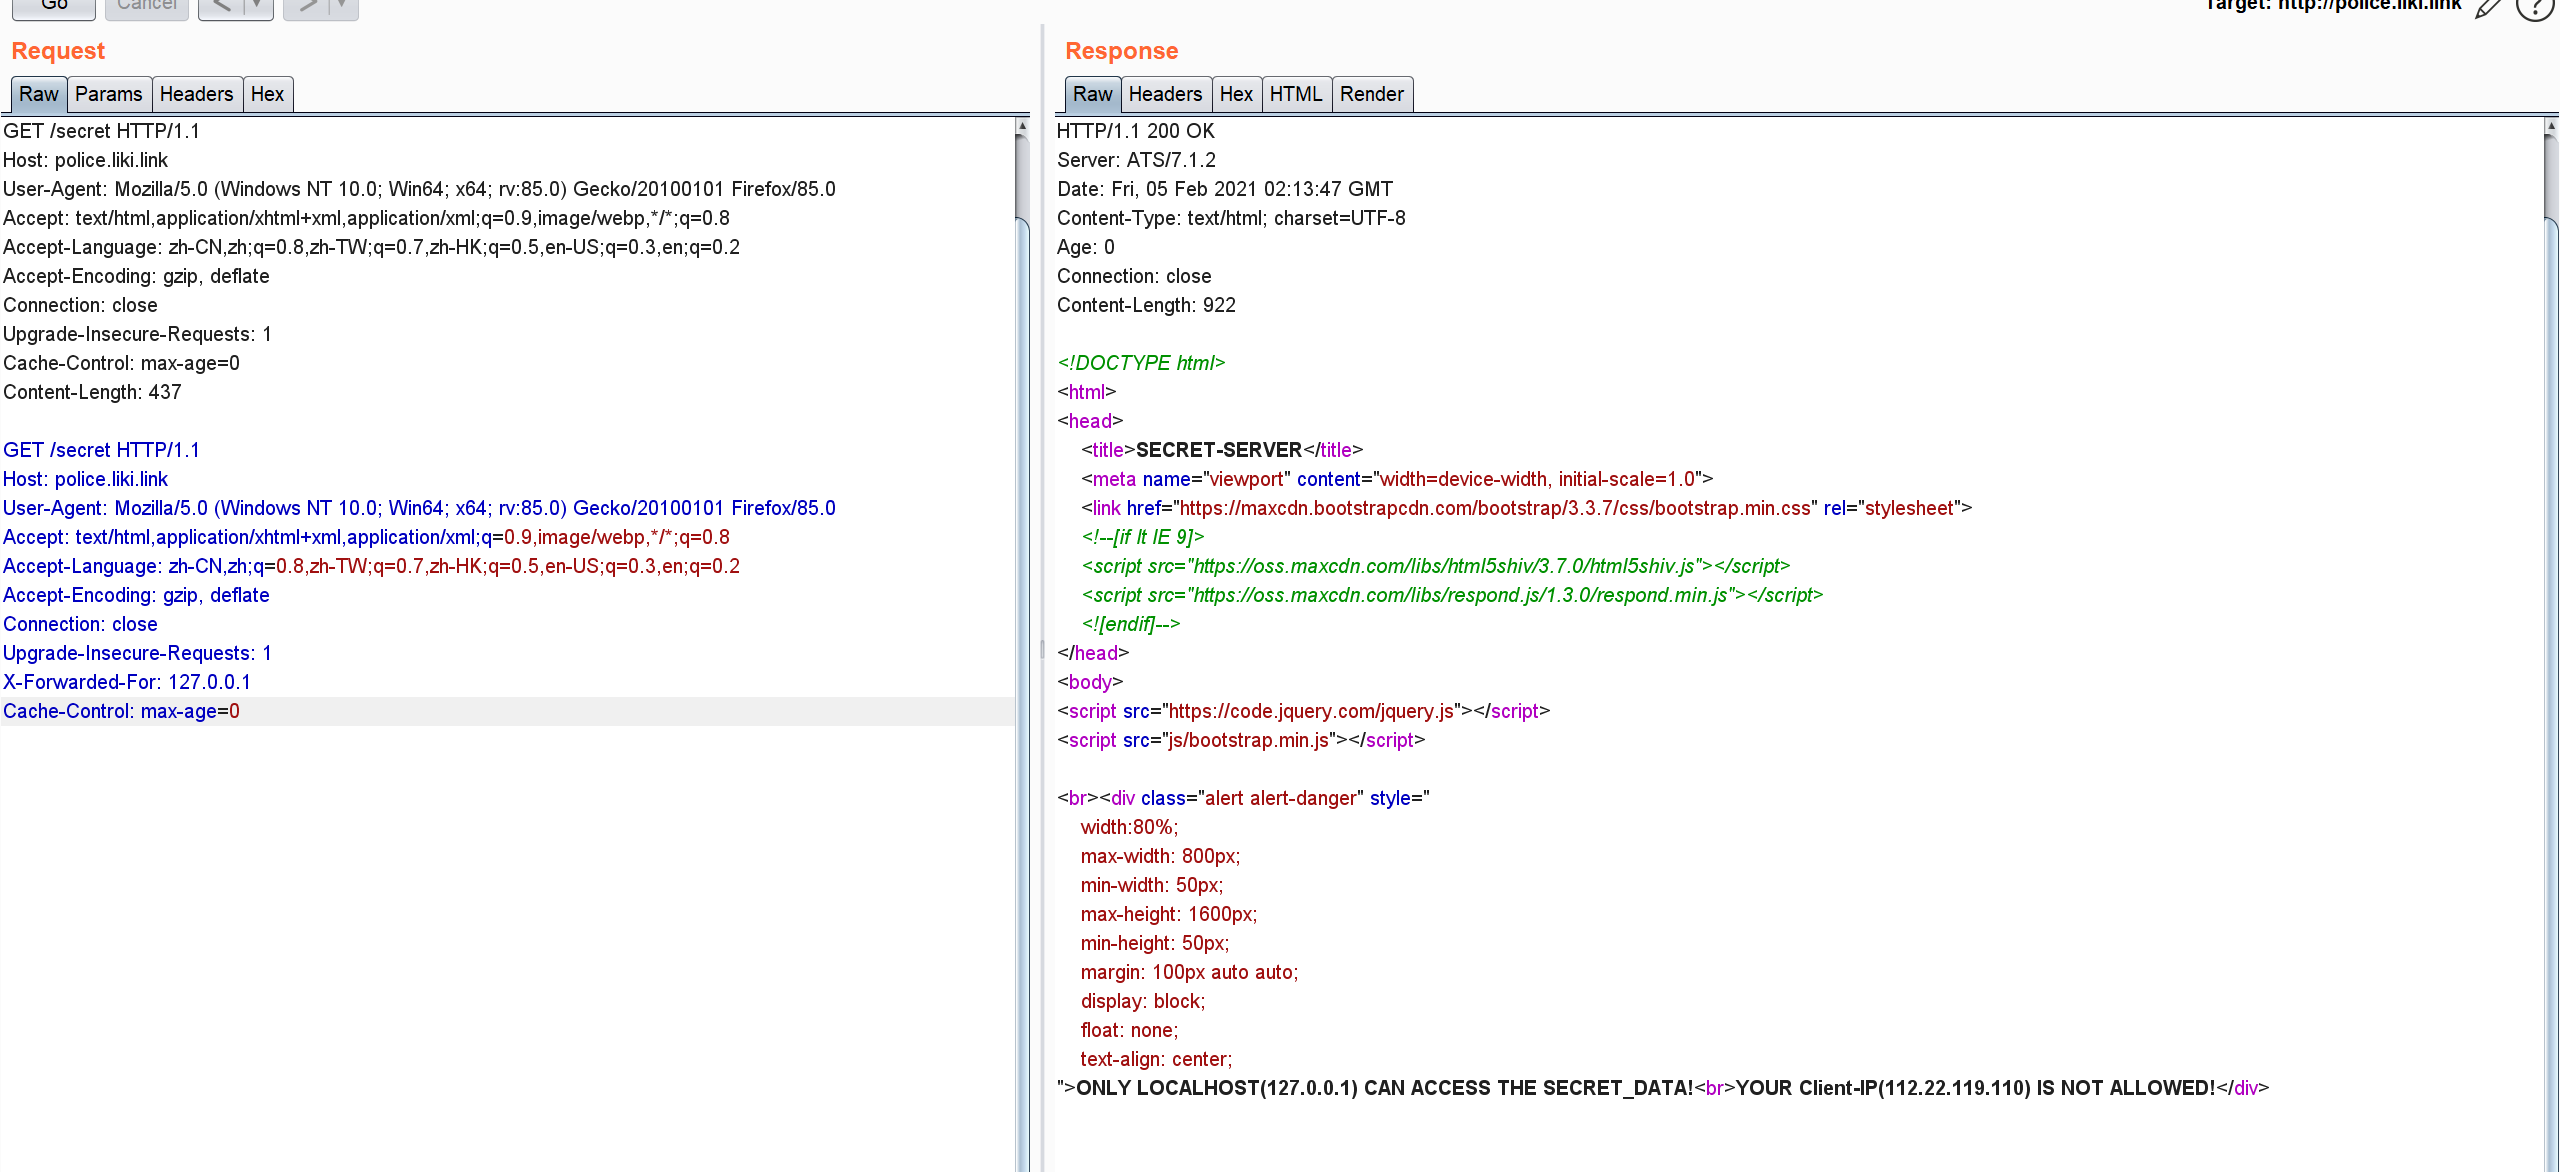 Go
Cancel
<
>
Target: http://police.liki.link
?
Request
Response
Raw Params Headers Hex
Raw Headers Hex HTML Render
GET /secret HTTP/1.1
Host: police.liki.link
User-Agent: Mozilla/5.0 (Windows NT 10.0; Win64; x64; rv:85.0) Gecko/20100101 Firefox/85.0
Accept: text/html,application/xhtml+xml,application/xml;q=0.9,image/webp,*/*;q=0.8
Accept-Language: zh-CN,zh;q=0.8,zh-TW;q=0.7,zh-HK;q=0.5,en-US;q=0.3,en;q=0.2
Accept-Encoding: gzip, deflate
Connection: close
Upgrade-Insecure-Requests: 1
Cache-Control: max-age=0
Content-Length: 437
GET /secret HTTP/1.1
Host: police.liki.link
User-Agent: Mozilla/5.0 (Windows NT 10.0; Win64; x64; rv:85.0) Gecko/20100101 Firefox/85.0
Accept: text/html,application/xhtml+xml,application/xml;q=0.9,image/webp,*/*;q=0.8
Accept-Language: zh-CN,zh;q=0.8,zh-TW;q=0.7,zh-HK;q=0.5,en-US;q=0.3,en;q=0.2
Accept-Encoding: gzip, deflate
Connection: close
Upgrade-Insecure-Requests: 1
X-Forwarded-For: 127.0.0.1
Cache-Control: max-age=0
HTTP/1.1 200 OK
Server: ATS/7.1.2
Date: Fri, 05 Feb 2021 02:13:47 GMT
Content-Type: text/html; charset=UTF-8
Age: 0
Connection: close
Content-Length: 922
<!DOCTYPE html>
<html>
<head>
<title>SECRET-SERVER</title>
<meta name="viewport" content="width=device-width, initial-scale=1.0">
<link href="https://maxcdn.bootstrapcdn.com/bootstrap/3.3.7/css/bootstrap.min.css" rel="stylesheet">
<!--[if lt IE 9]>
<script src="https://oss.maxcdn.com/libs/html5shiv/3.7.0/html5shiv.js"></script>
<script src="https://oss.maxcdn.com/libs/respond.js/1.3.0/respond.min.js"></script>
<![endif]-->
</head>
<body>
<script src="https://code.jquery.com/jquery.js"></script>
<script src="js/bootstrap.min.js"></script>
<br><div class="alert alert-danger" style="
width:80%;
max-width: 800px;
min-width: 50px;
max-height: 1600px;
min-height: 50px;
margin: 100px auto auto;
display: block;
float: none;
text-align: center;
">ONLY LOCALHOST(127.0.0.1) CAN ACCESS THE SECRET_DATA!<br>YOUR Client-IP(112.22.119.110) IS NOT ALLOWED!</div>